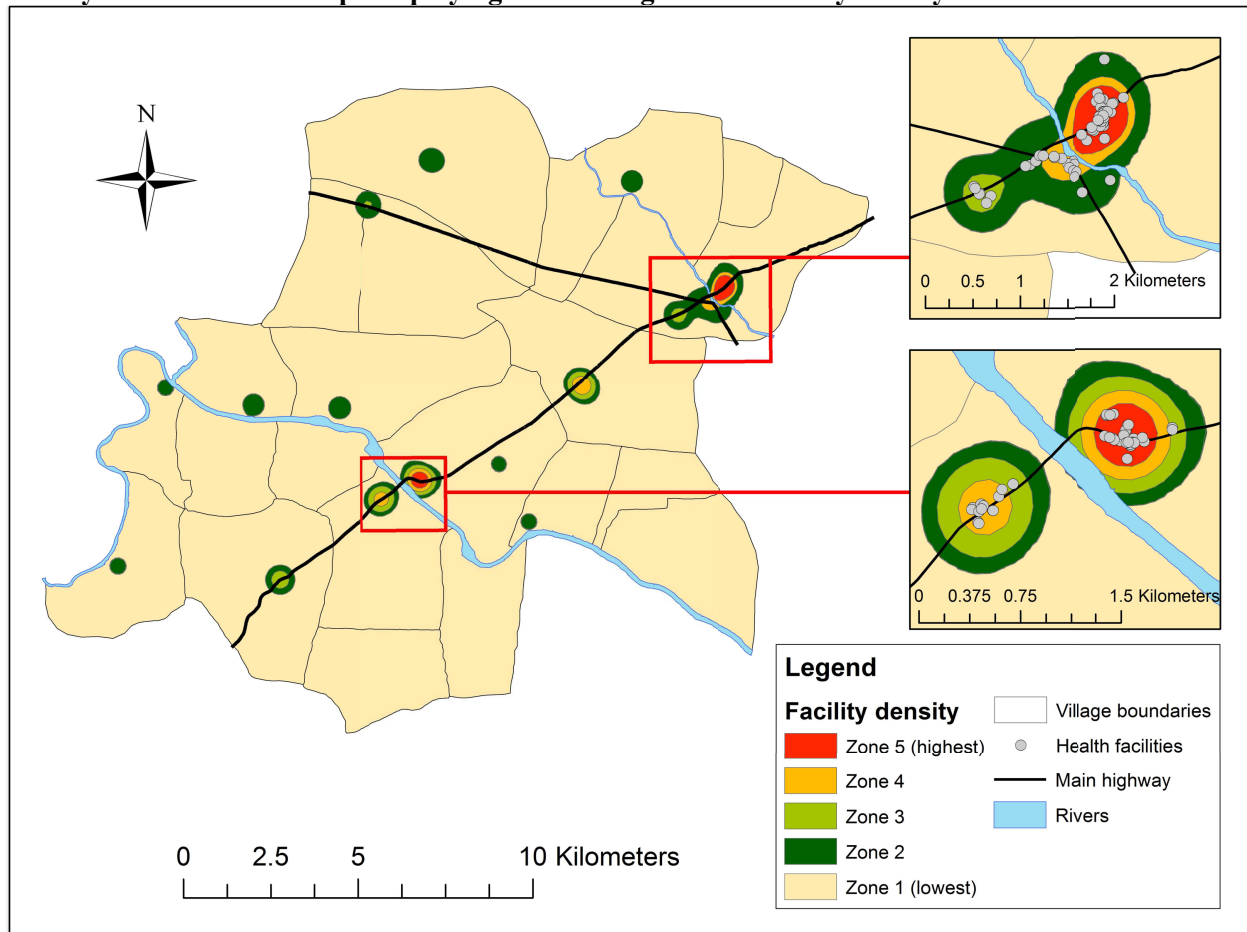 N
0 0.5 1 2 Kilometers
0 0.375 0.75 1.5 Kilometers
Legend
Facility density
Zone 5 (highest)
Zone 4
Zone 3
Zone 2
Zone 1 (lowest)
Village boundaries
Health facilities
Main highway
Rivers
0 2.5 5 10 Kilometers